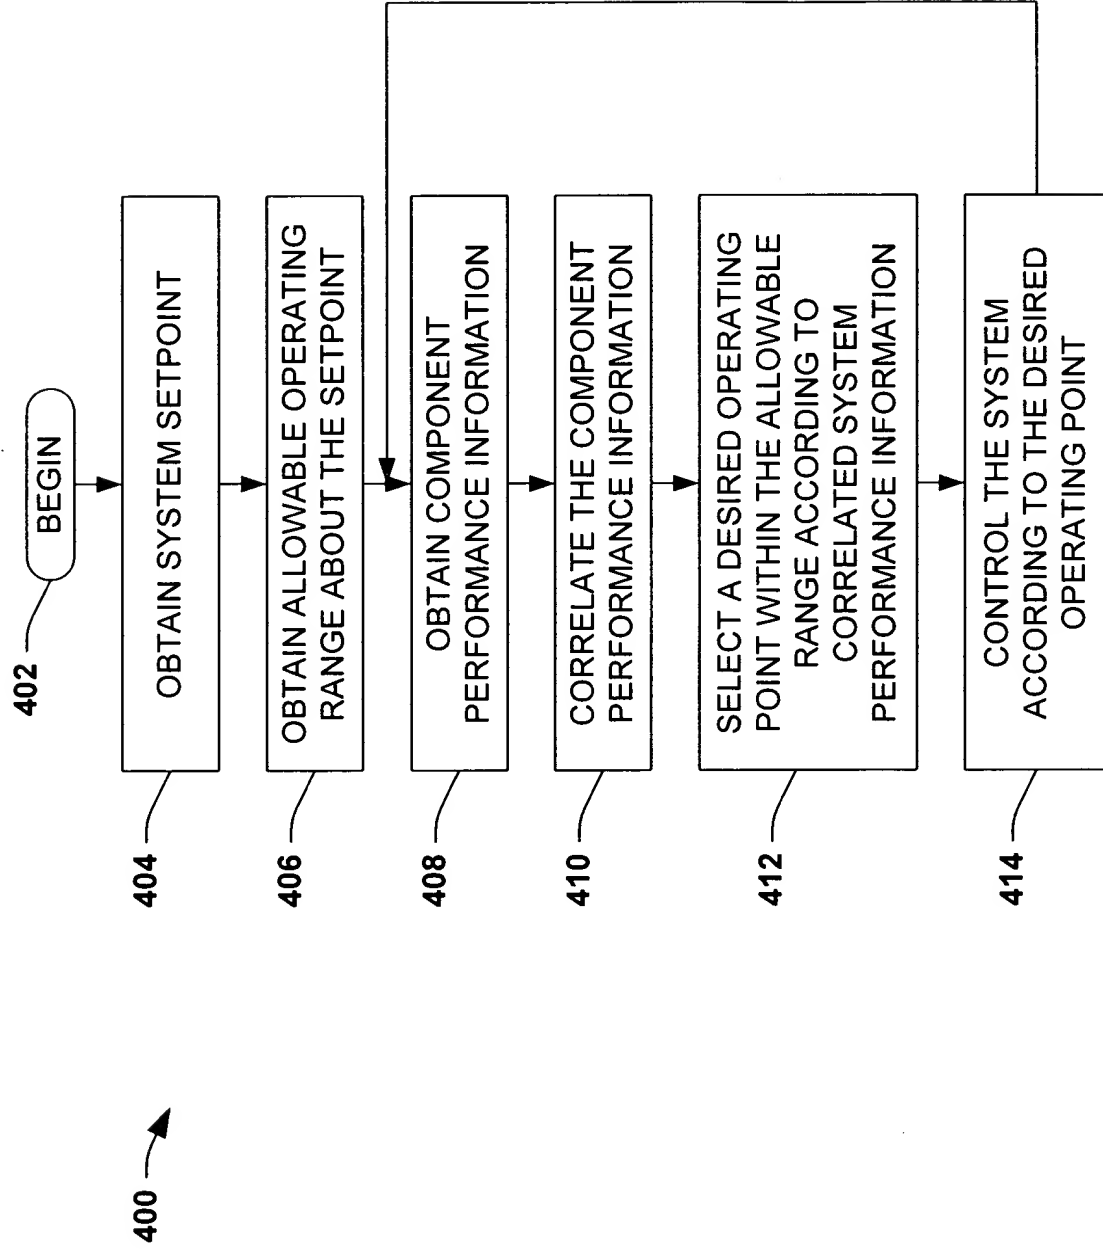 400
402
BEGIN
404
OBTAIN SYSTEM SETPOINT
406
OBTAIN ALLOWABLE OPERATING
RANGE ABOUT THE SETPOINT
408
OBTAIN COMPONENT
PERFORMANCE INFORMATION
410
CORRELATE THE COMPONENT
PERFORMANCE INFORMATION
412
SELECT A DESIRED OPERATING
POINT WITHIN THE ALLOWABLE
RANGE ACCORDING TO
CORRELATED SYSTEM
PERFORMANCE INFORMATION
414
CONTROL THE SYSTEM
ACCORDING TO THE DESIRED
OPERATING POINT